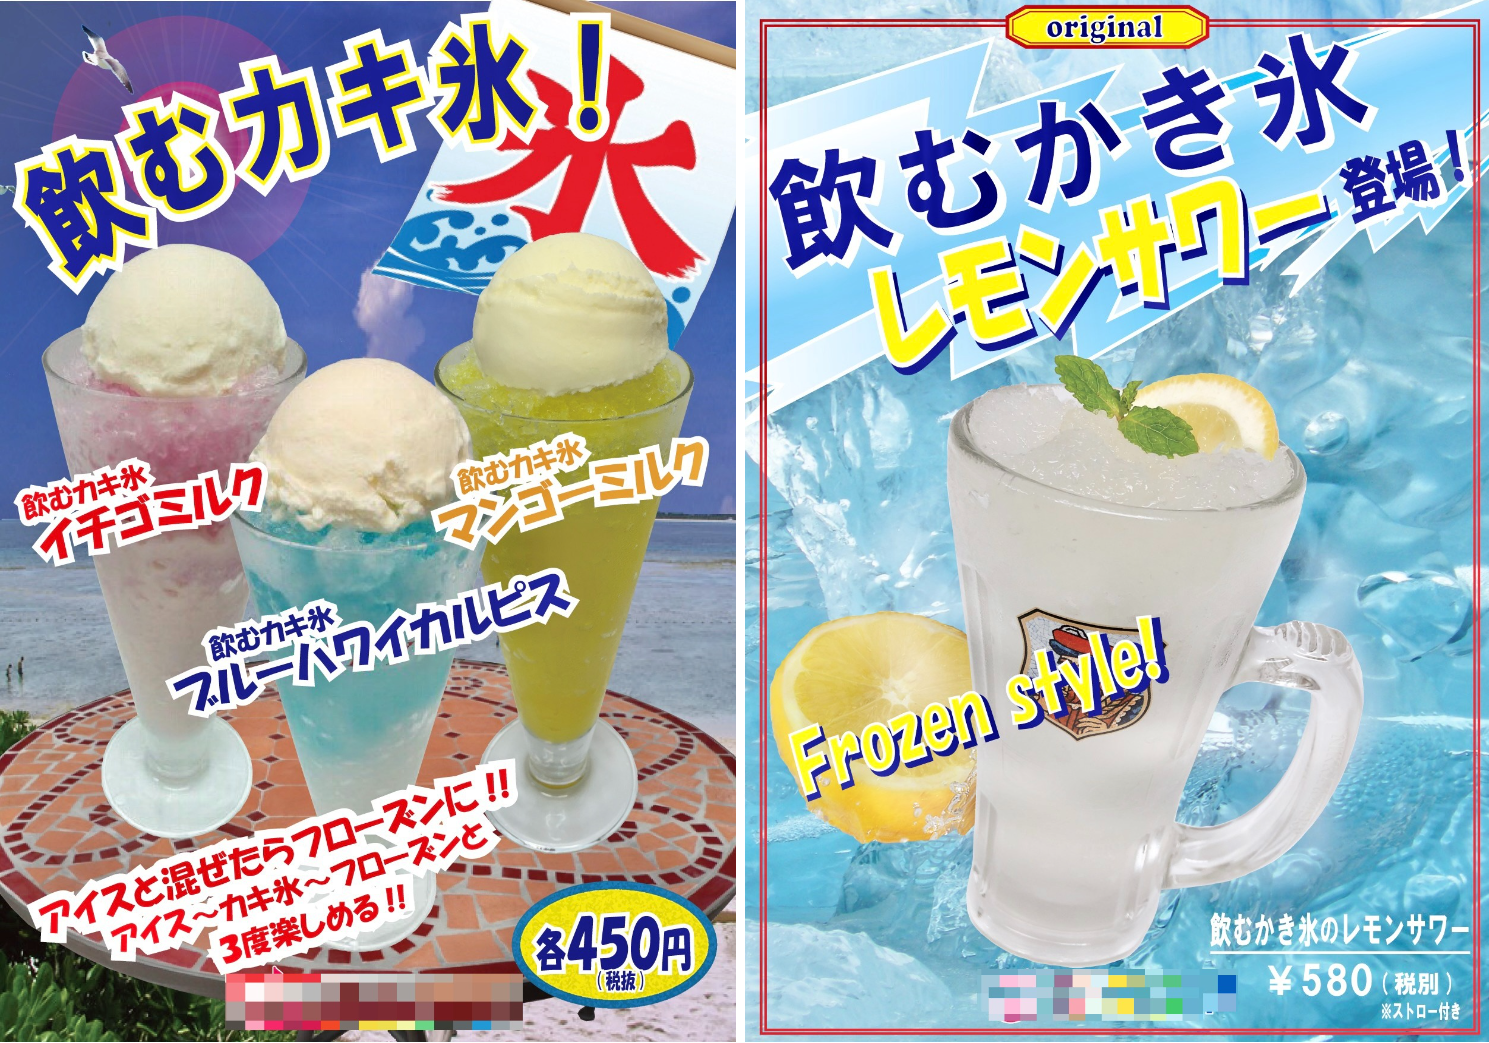 飲むカキ氷！
氷
飲むカキ氷
イチゴミルク
飲むカキ氷
マンゴーミルク
飲むカキ氷
ブルーハワイカルピス
アイスと混ぜたらフローズンに!!
アイス～カキ氷～フローズンと
3度楽しめる!!
各450円
(税抜)
original
飲むかき氷
レモンサワー登場！
Frozen style!
飲むかき氷のレモンサワー
￥580(税別)
※ストロー付き